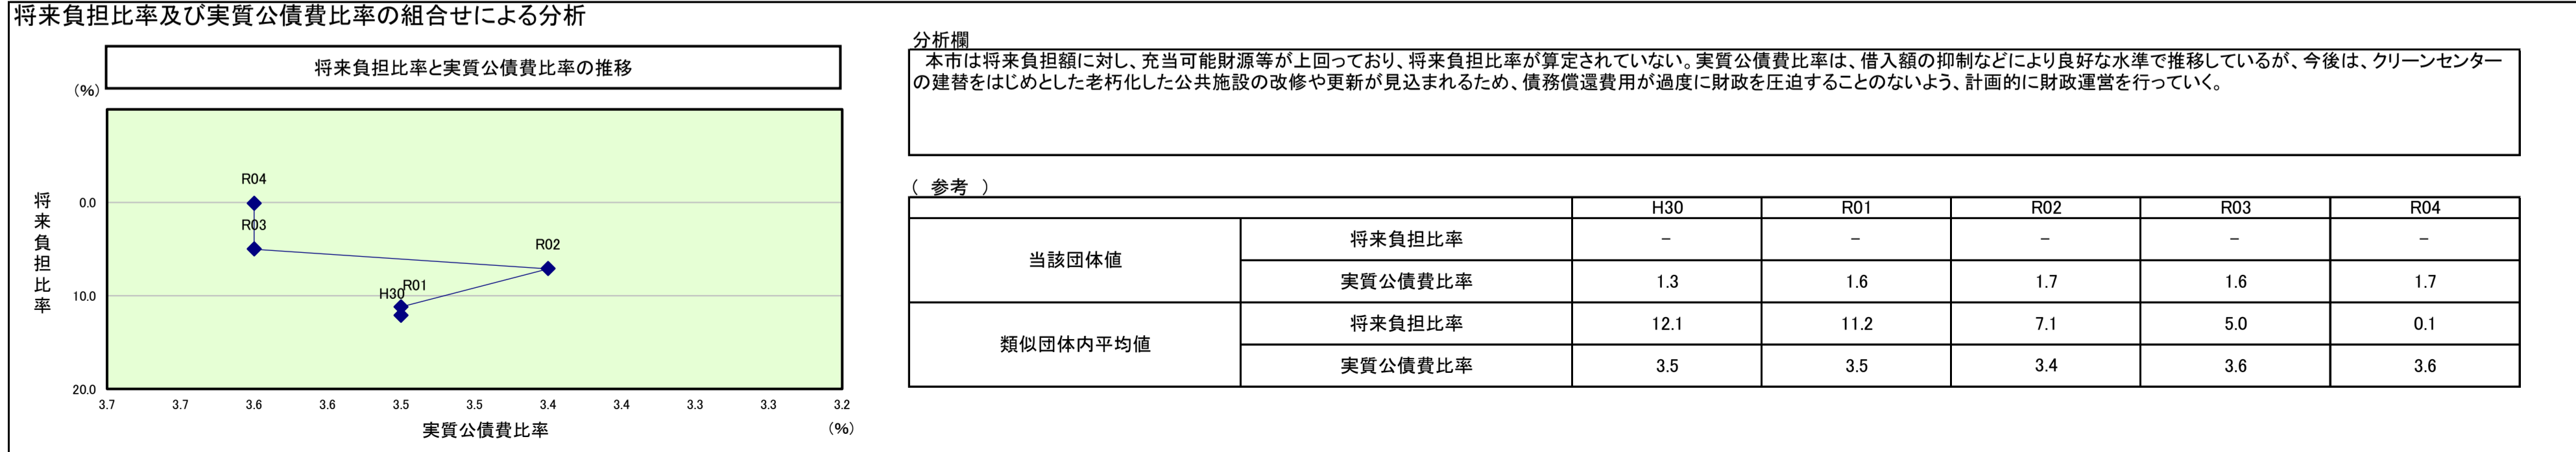 将来負担比率及び実質公債費比率の組合せによる分析
将来負担比率と実質公債費比率の推移
(%)
将来負担比率
0.0
10.0
20.0
R04
R03
R02
R01
H30
3.7 3.7 3.6 3.6 3.5 3.5 3.4 3.4 3.3 3.3 3.2
実質公債費比率
(%)
分析欄
本市は将来負担額に対し、充当可能財源等が上回っており、将来負担比率が算定されていない。実質公債費比率は、借入額の抑制などにより良好な水準で推移しているが、今後は、クリーンセンター
の建替をはじめとした老朽化した公共施設の改修や更新が見込まれるため、債務償還費用が過度に財政を圧迫することのないよう、計画的に財政運営を行っていく。
( 参考 )
H30 R01 R02 R03 R04
当該団体値
将来負担比率 － － － － －
実質公債費比率 1.3 1.6 1.7 1.6 1.7
類似団体内平均値
将来負担比率 12.1 11.2 7.1 5.0 0.1
実質公債費比率 3.5 3.5 3.4 3.6 3.6